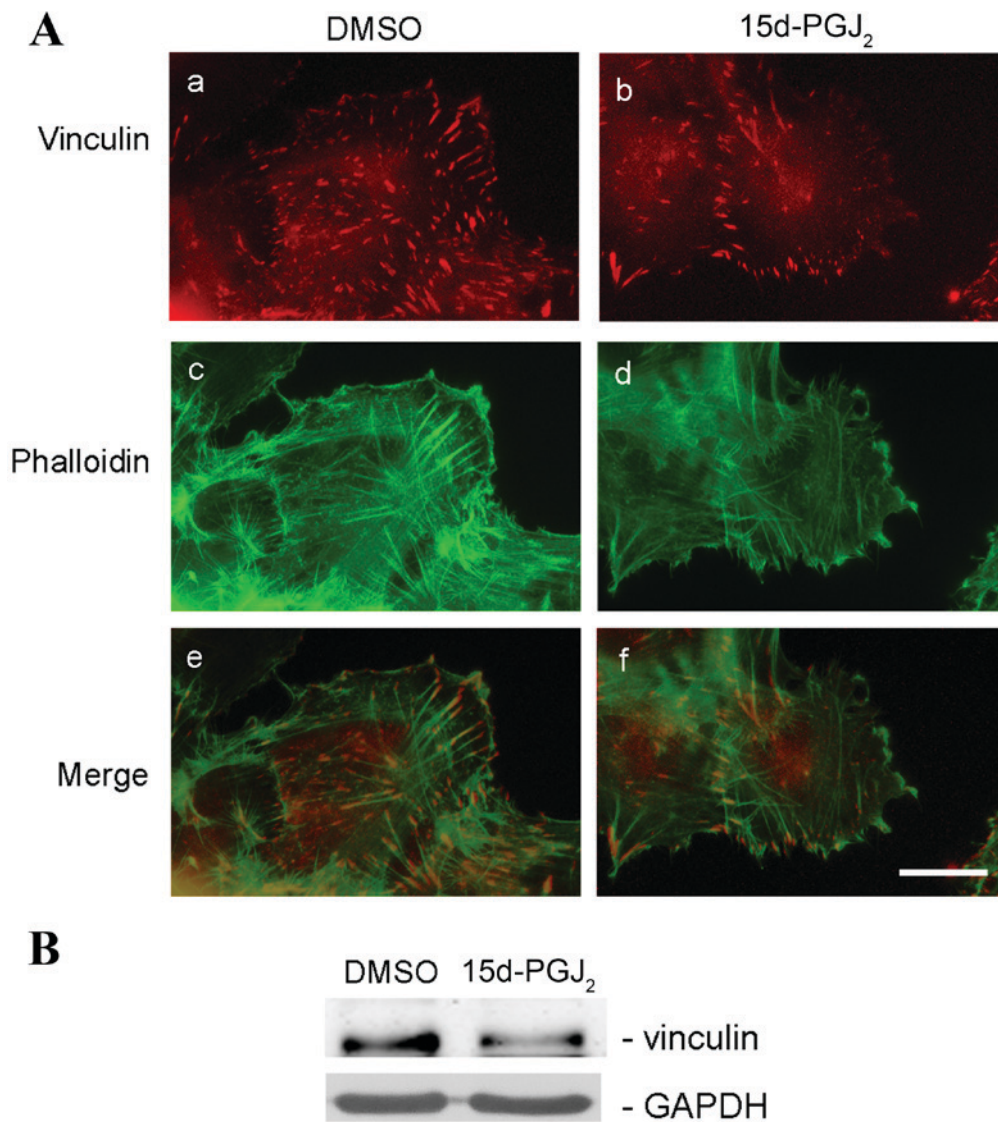 A
DMSO 15d-PGJ₂
Vinculin a b
Phalloidin c d
Merge e f
B
DMSO 15d-PGJ₂
- vinculin
- GAPDH